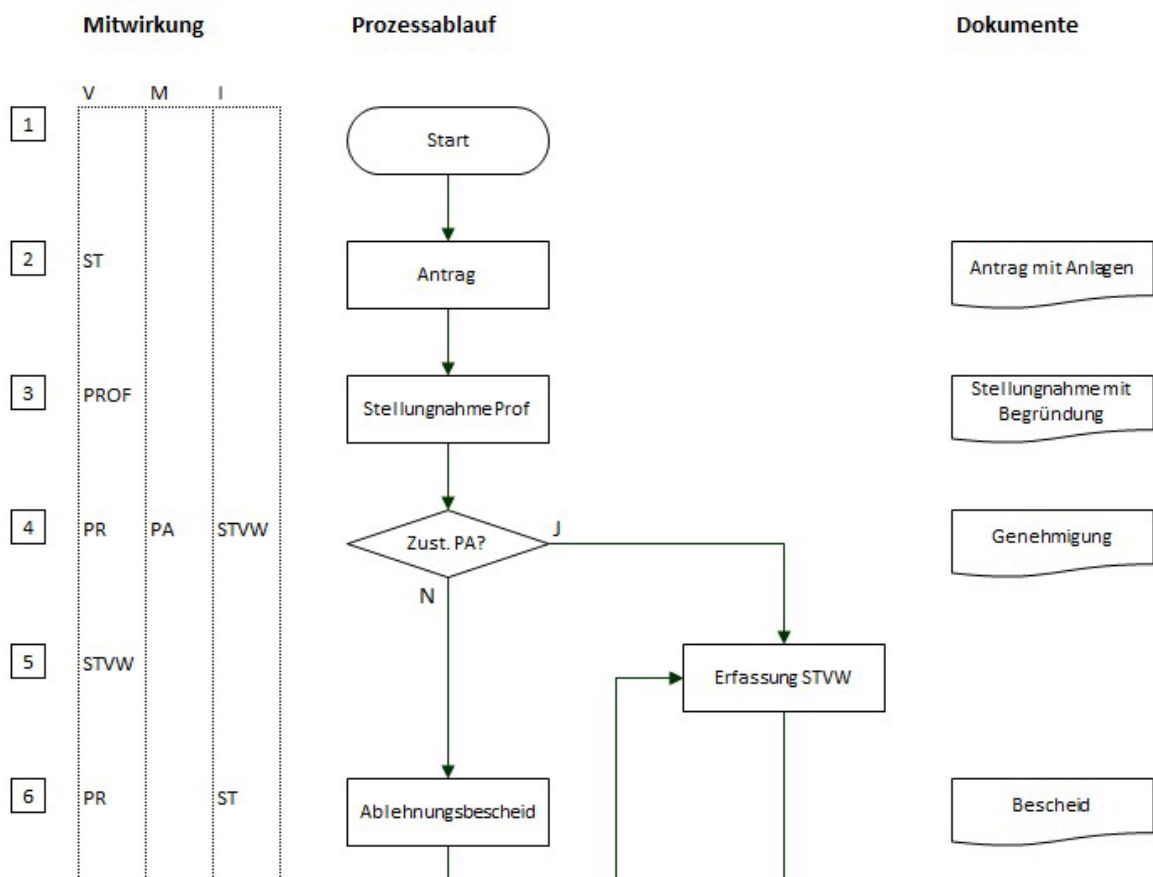 Mitwirkung Prozessablauf Dokumente
V M I
1 Start
2 ST Antrag Antrag mit Anlagen
3 PROF Stellungnahme Prof Stellungnahme mit
Begründung
4 PR PA STVW Zust. PA? J Genehmigung
N
5 STVW Erfassung STVW
6 PR ST Ablehnungsbescheid Bescheid